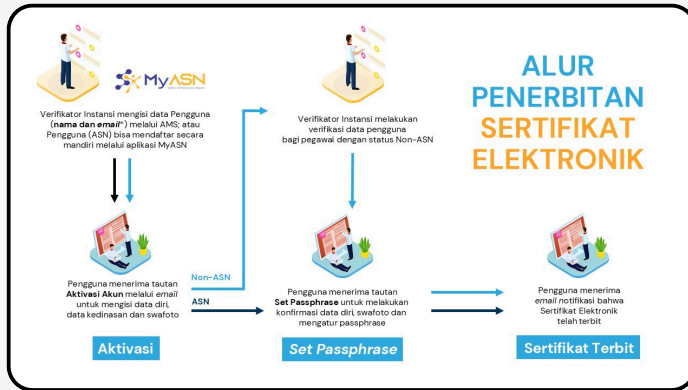 MyASN
Verifikator Instansi mengisi data Pengguna
(nama dan email*) melalui AMS; atau
Pengguna (ASN) bisa mendaftar secara
mandiri melalui aplikasi MyASN
Verifikator Instansi melakukan
verifikasi data pengguna
bagi pegawai dengan status Non-ASN
ALUR
PENERBITAN
SERTIFIKAT
ELEKTRONIK
Pengguna menerima tautan
Aktivasi Akun melalui email
untuk mengisi data diri,
data kedinasan dan swafoto
Aktivasi
Non-ASN
ASN
Pengguna menerima tautan
Set Passphrase untuk melakukan
konfirmasi data diri, swafoto dan
mengatur passphrase
Set Passphrase
Pengguna menerima
email notifikasi bahwa
Sertifikat Elektronik
telah terbit
Sertifikat Terbit